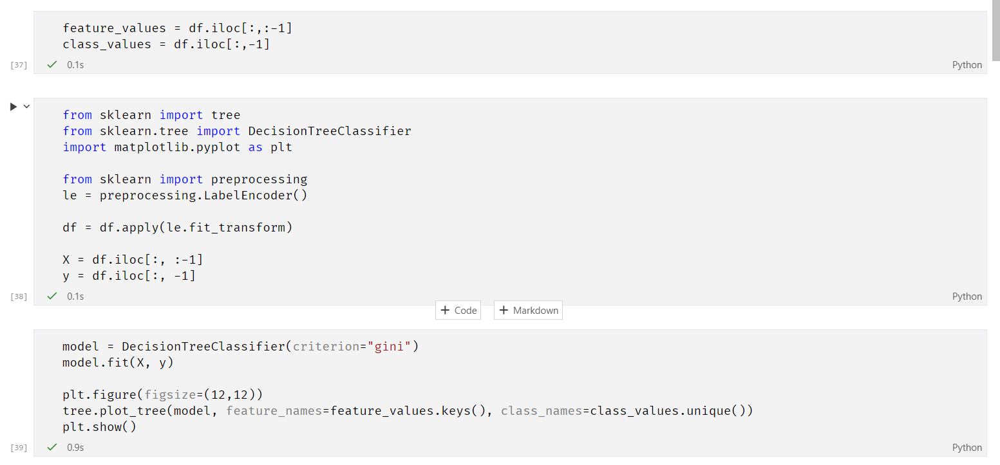 feature_values = df.iloc[:,:-1]
class_values = df.iloc[:,-1]
[37]
0.1s
Python
from sklearn import tree
from sklearn.tree import DecisionTreeClassifier
import matplotlib.pyplot as plt
from sklearn import preprocessing
le = preprocessing.LabelEncoder()
df = df.apply(le.fit_transform)
X = df.iloc[:, :-1]
y = df.iloc[:, -1]
[38]
0.1s
Python
+ Code
+ Markdown
model = DecisionTreeClassifier(criterion="gini")
model.fit(X, y)
plt.figure(figsize=(12,12))
tree.plot_tree(model, feature_names=feature_values.keys(), class_names=class_values.unique())
plt.show()
[39]
0.9s
Python